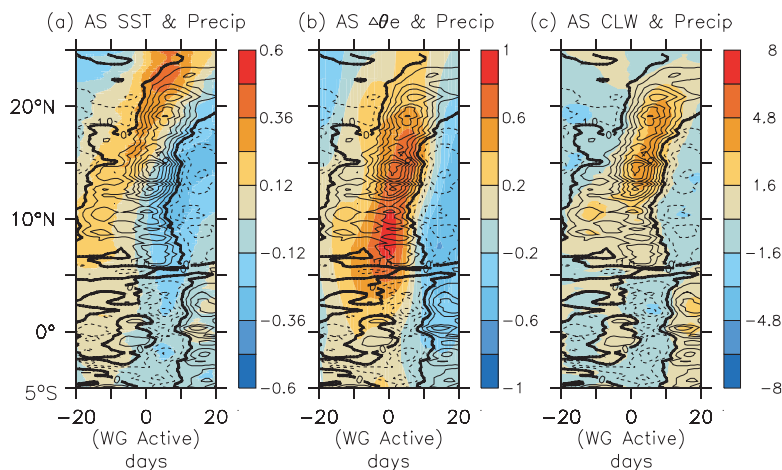 (a) AS SST & Precip
(b) AS Δθe & Precip
(c) AS CLW & Precip
20°N
10°N
0°
5°S
0.6
0.36
0.12
-0.12
-0.36
-0.6
1
0.6
0.2
-0.2
-0.6
-1
8
4.8
1.6
-1.6
-4.8
-8
-20 0 20
-20 0 20
-20 0 20
(WG Active)
(WG Active)
(WG Active)
days
days
days